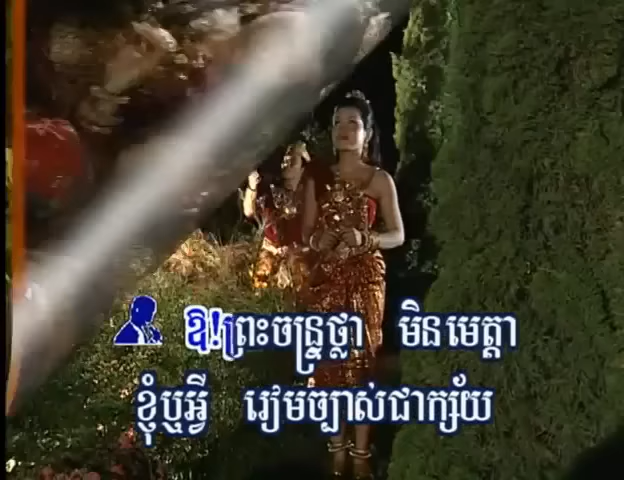 ឱ!ព្រះចន្ទ្រថ្លា មិនមេត្តា
ខ្ញុំឬអ្វី រៀមច្បាស់ជាក្ស័យ